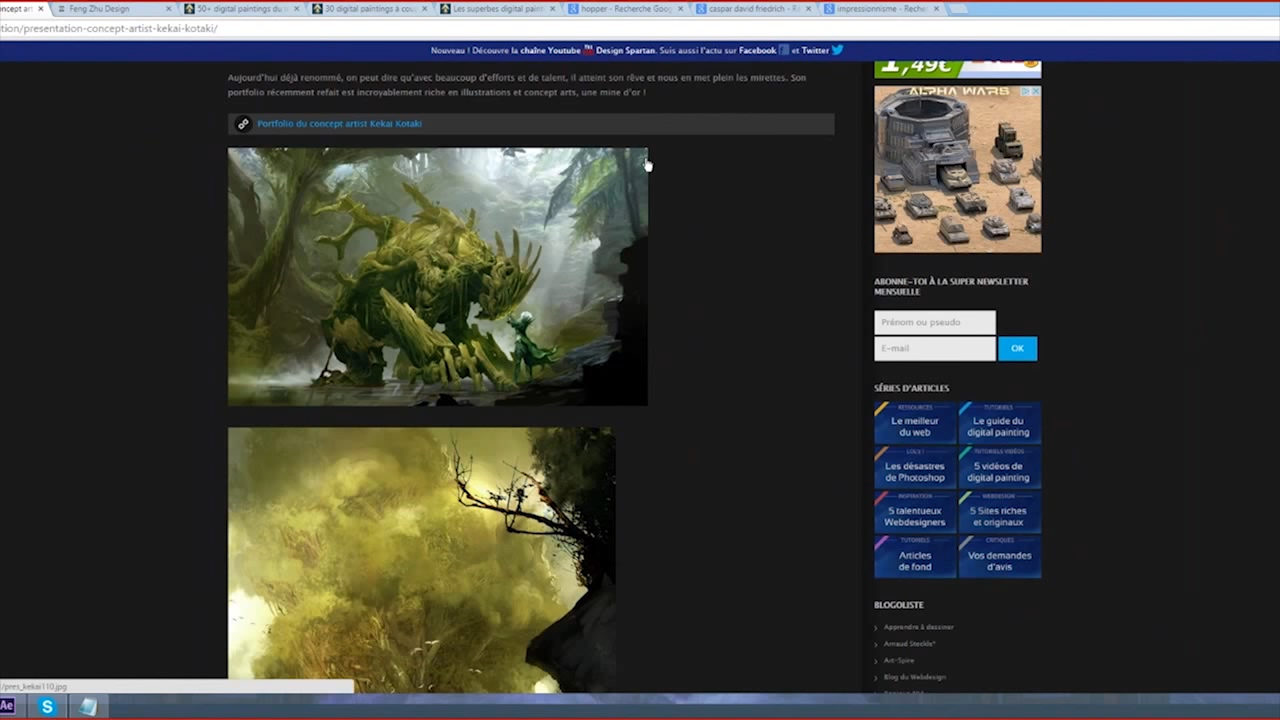 oncept art
Feng Zhu Design
50+ digital paintings du s
30 digital paintings à cou
Les superbes digital paint
hopper - Recherche Goog
caspar david friedrich - R
impressionnisme - Recher
tion/presentation-concept-artist-kekai-kotaki/
Nouveau ! Découvre la chaîne Youtube Design Spartan. Suis aussi l'actu sur Facebook et Twitter
Aujourd'hui déjà renommé, on peut dire qu'avec beaucoup d'efforts et de talent, il atteint son rêve et nous en met plein les mirettes. Son
portfolio récemment refait est incroyablement riche en illustrations et concept arts, une mine d'or !
Portfolio du concept artist Kekai Kotaki
1,49€
ALPHA WARS
ABONNE-TOI À LA SUPER NEWSLETTER
MENSUELLE
Prénom ou pseudo
E-mail
OK
SÉRIES D'ARTICLES
RESSOURCES
Le meilleur
du web
TUTORIELS
Le guide du
digital painting
LOL'Z !
Les désastres
de Photoshop
TUTORIELS VIDÉOS
5 vidéos de
digital painting
INSPIRATION
5 talentueux
Webdesigners
WEBDESIGN
5 Sites riches
et originaux
TUTORIELS
Articles
de fond
CRITIQUES
Vos demandes
d'avis
BLOGOLISTE
Apprendre à dessiner
Arnaud Steckle*
Art-Spire
Blog du Webdesign
/pres_kekai110.jpg
Ae
S